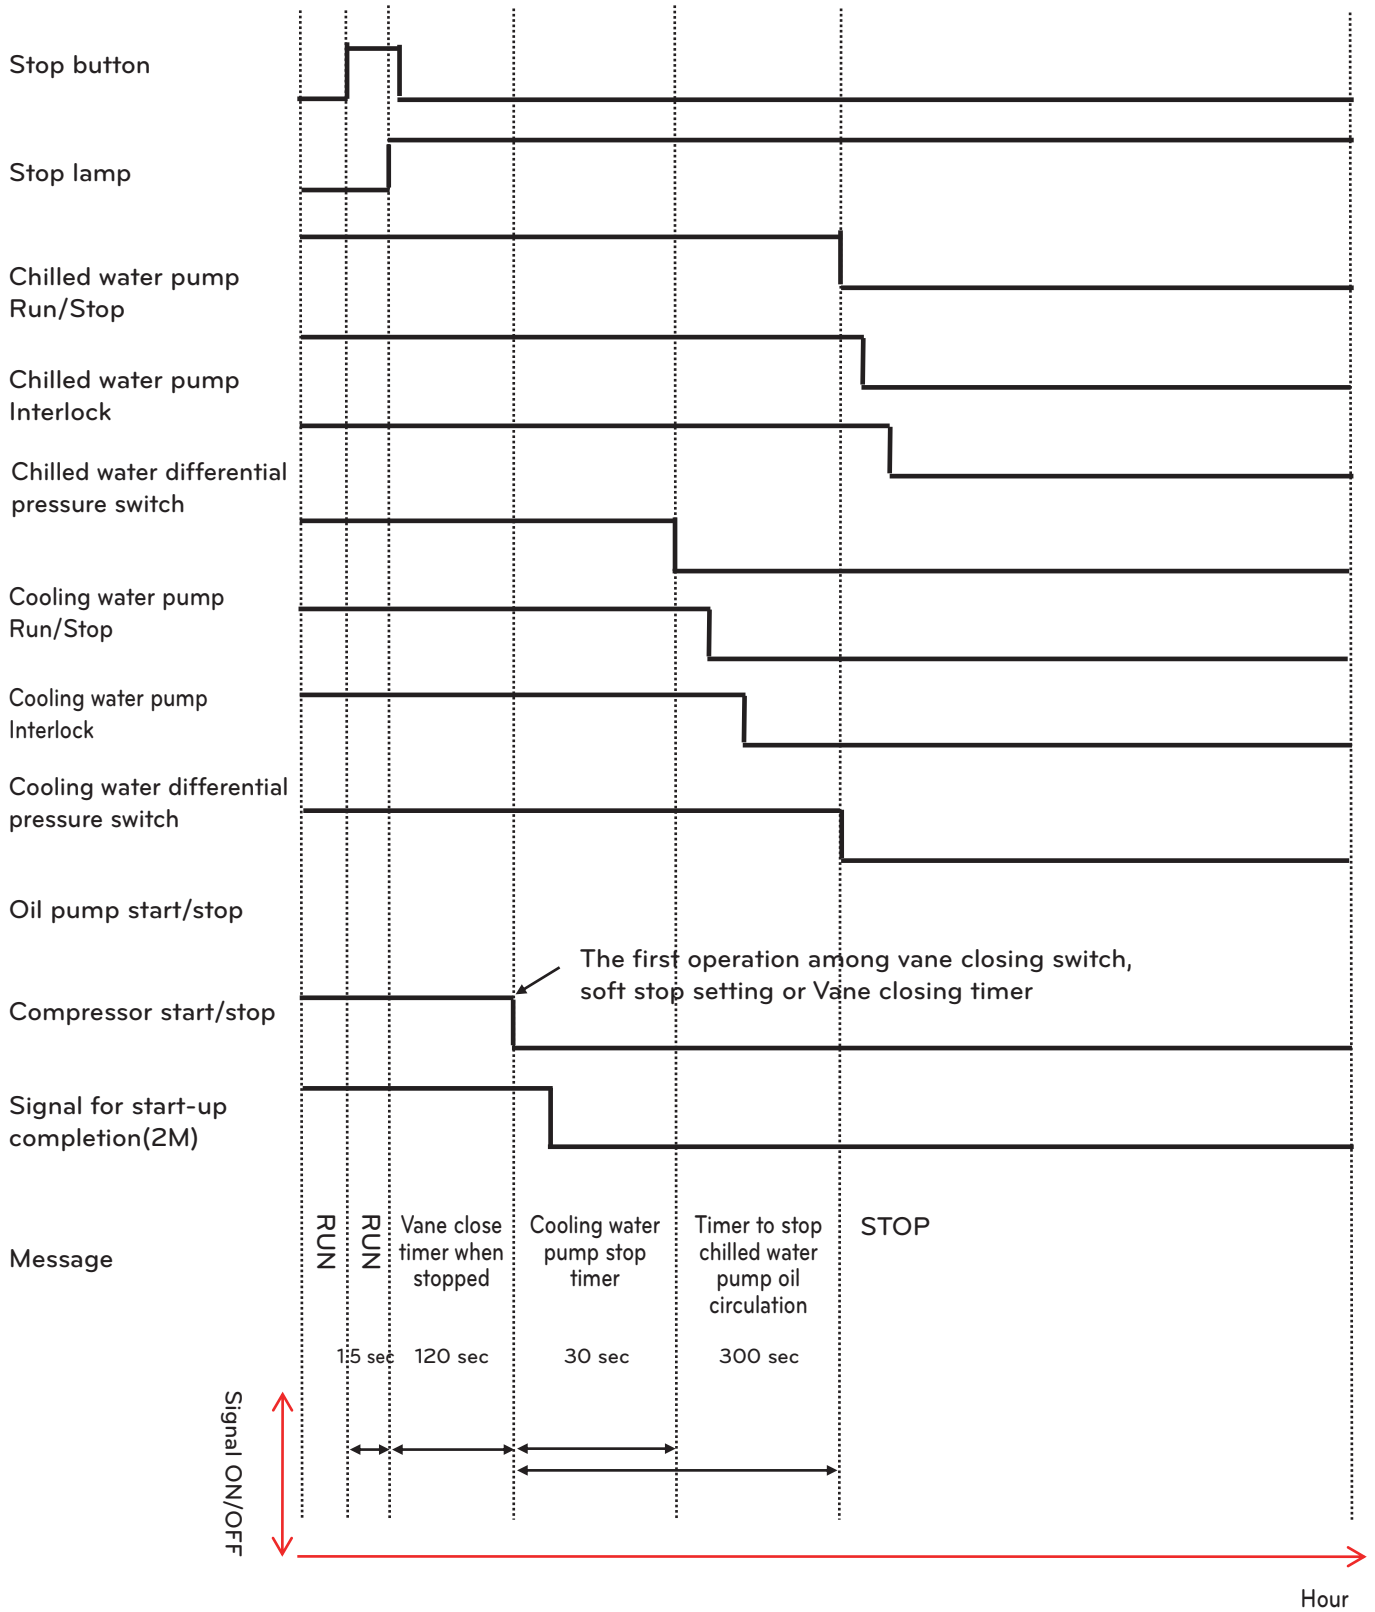 Stop button
Stop lamp
Chilled water pump
Run/Stop
Chilled water pump
Interlock
Chilled water differential
pressure switch
Cooling water pump
Run/Stop
Cooling water pump
Interlock
Cooling water differential
pressure switch
Oil pump start/stop
The first operation among vane closing switch,
soft stop setting or Vane closing timer
Compressor start/stop
Signal for start-up
completion(2M)
Message
RUN
RUN
Vane close
timer when
stopped
Cooling water
pump stop
timer
Timer to stop
chilled water
pump oil
circulation
STOP
15 sec
120 sec
30 sec
300 sec
Signal ON/OFF
Hour